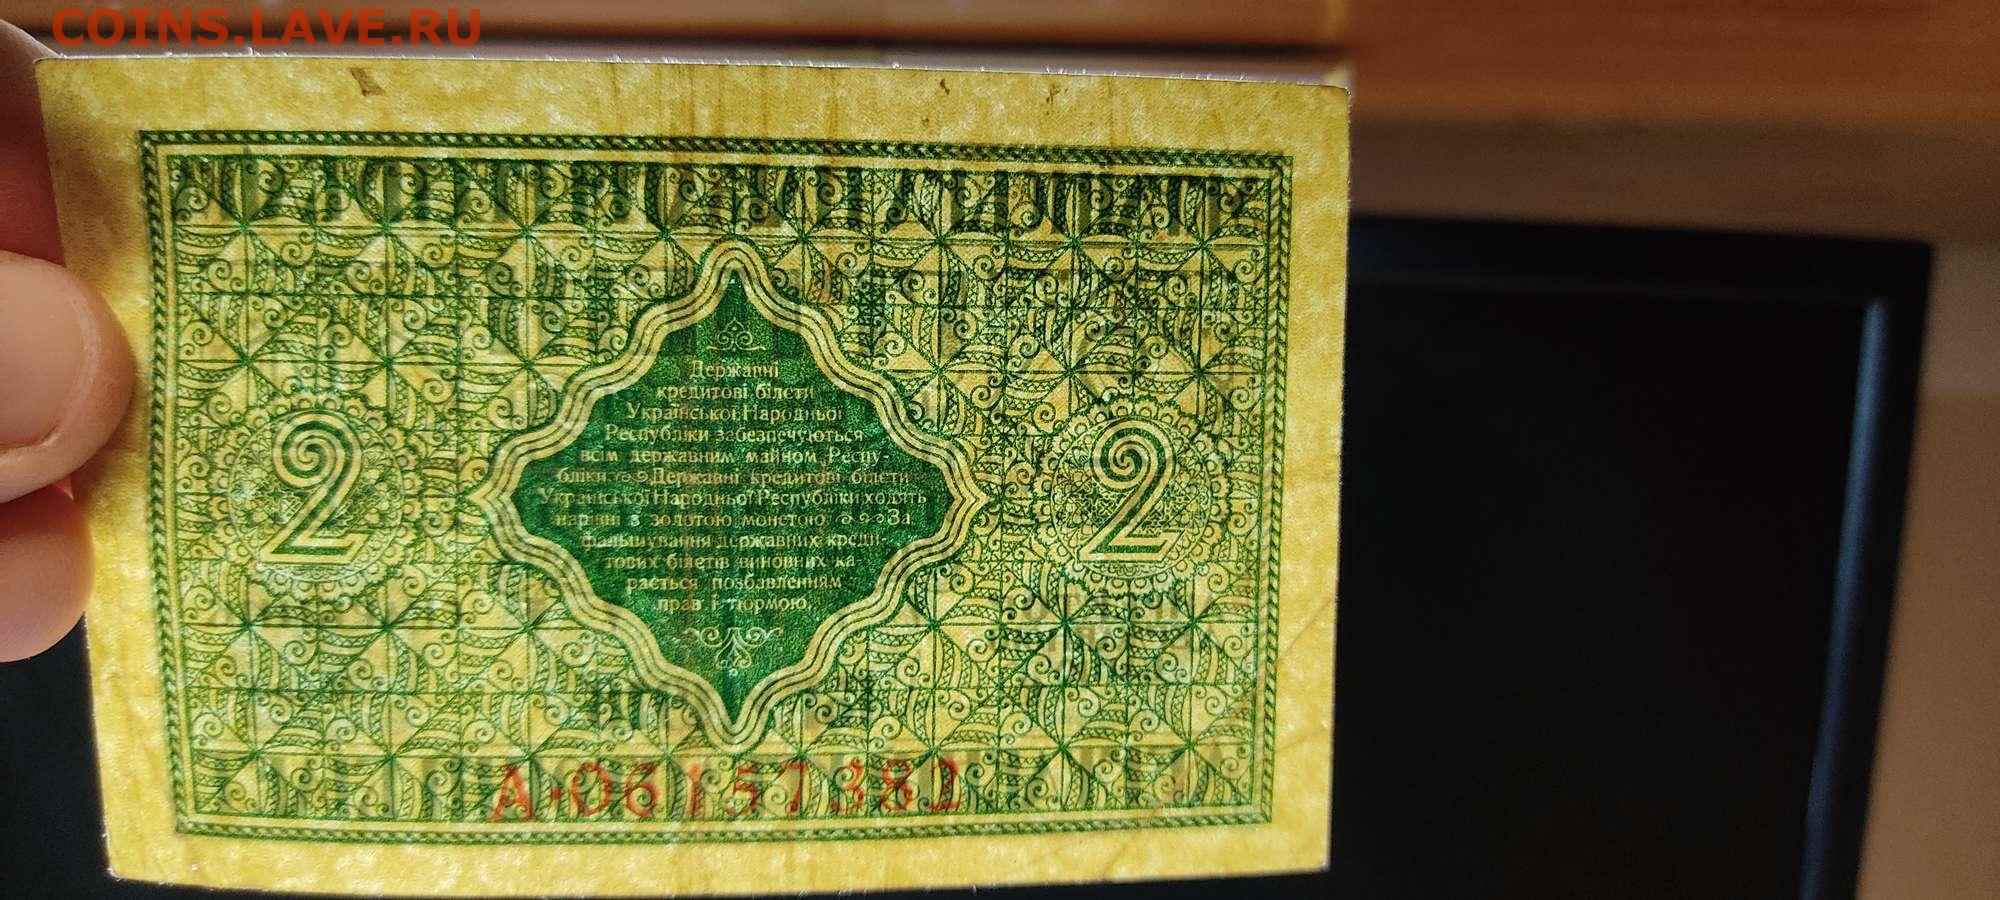 COINS.LAVE.RU
Державні
кредитові білети
Української Народньої
Республіки забезпечуються
всім державним майном Респу-
2
бліки Державні кредитові білети
2
Української Народньої Республіки ходять
нарівні з золотою монетою За
фальшування державних креди-
тових білетів виновних ка-
рається позбавленням
прав і тюрмою.
А·06157382